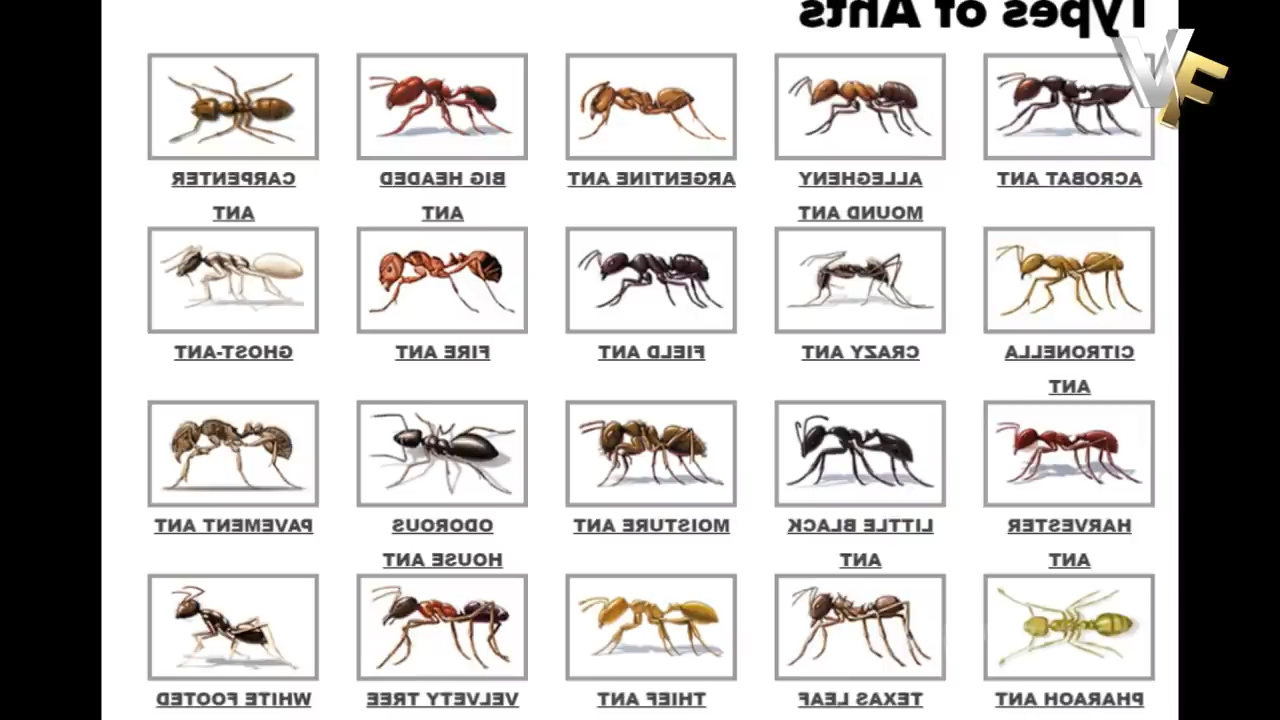 Types of Ants
VF
ACROBAT ANT
ALLEGHENY
MOUND ANT
ARGENTINE ANT
BIG HEADED
ANT
CARPENTER
ANT
CITRONELLA
ANT
CRAZY ANT
FIELD ANT
FIRE ANT
GHOST-ANT
HARVESTER
ANT
LITTLE BLACK
ANT
MOISTURE ANT
ODOROUS
HOUSE ANT
PAVEMENT ANT
PHARAOH ANT
TEXAS LEAF
THIEF ANT
VELVETY TREE
WHITE FOOTED